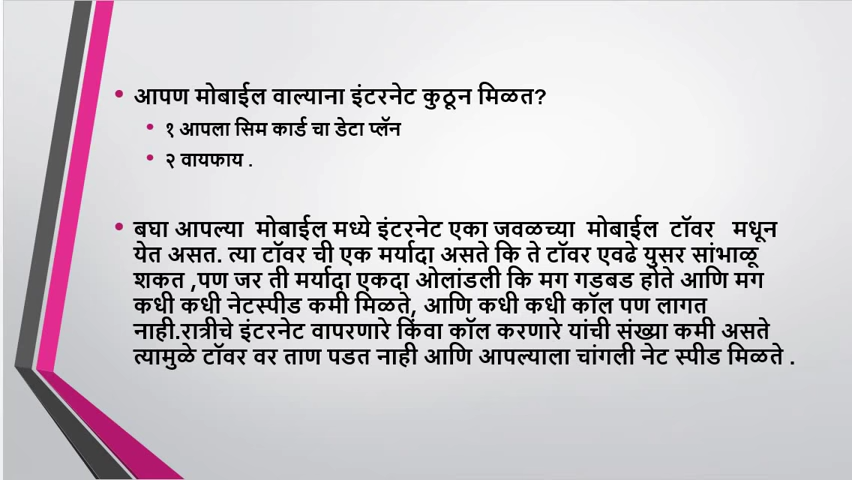 आपण मोबाईल वाल्याना इंटरनेट कुठून मिळत?
१ आपला सिम कार्ड चा डेटा प्लॅन
२ वायफाय .
बघा आपल्या मोबाईल मध्ये इंटरनेट एका जवळच्या मोबाईल टॉवर मधून
येत असत. त्या टॉवर ची एक मर्यादा असते कि ते टॉवर एवढे युसर सांभाळू
शकत ,पण जर ती मर्यादा एकदा ओलांडली कि मग गडबड होते आणि मग
कधी कधी नेटस्पीड कमी मिळते, आणि कधी कधी कॉल पण लागत
नाही.रात्रीचे इंटरनेट वापरणारे किंवा कॉल करणारे यांची संख्या कमी असते
त्यामुळे टॉवर वर ताण पडत नाही आणि आपल्याला चांगली नेट स्पीड मिळते .